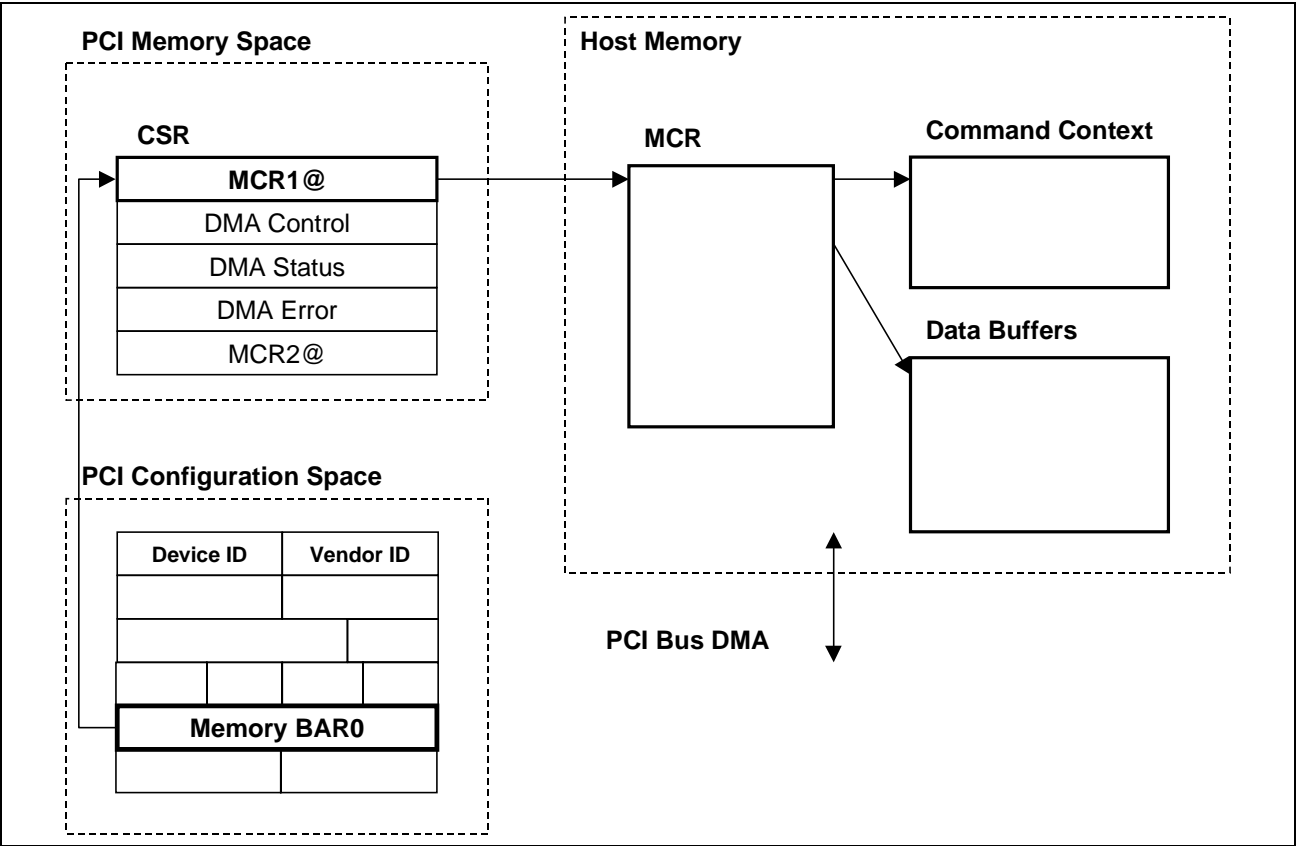 PCI Memory Space
CSR
MCR1@
DMA Control
DMA Status
DMA Error
MCR2@
PCI Configuration Space
Device ID Vendor ID
Memory BAR0
Host Memory
MCR
Command Context
Data Buffers
PCI Bus DMA